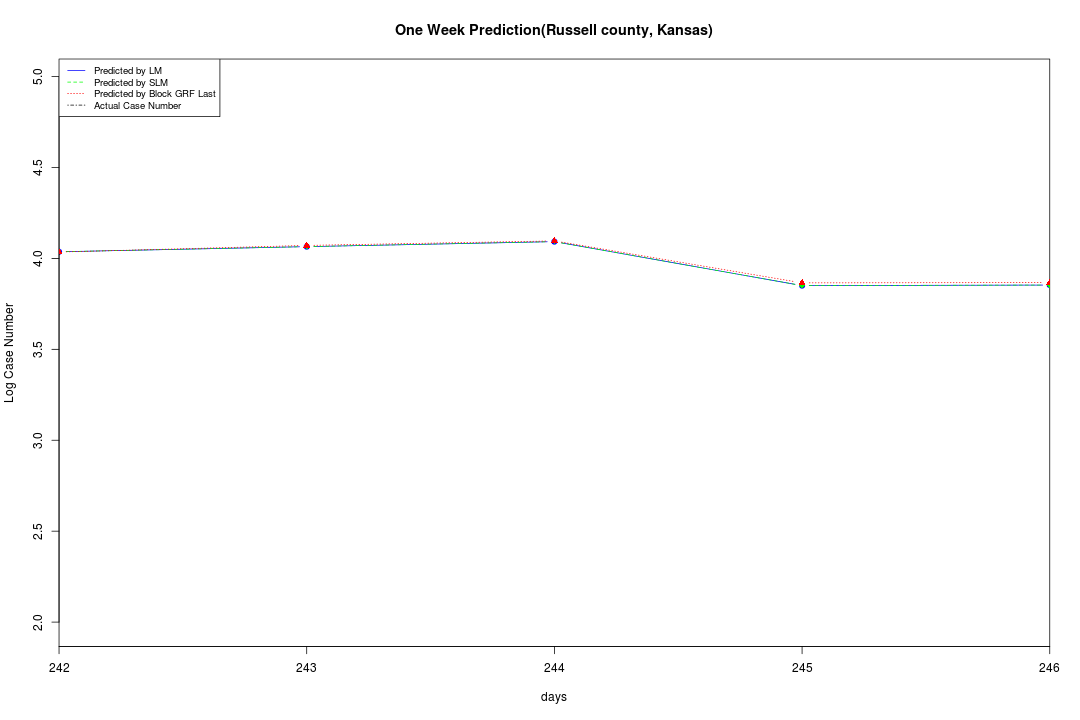 One Week Prediction(Russell county, Kansas)
Predicted by LM
Predicted by SLM
Predicted by Block GRF Last
Actual Case Number
5.0
4.5
4.0
3.5
3.0
2.5
2.0
Log Case Number
242 243 244 245 246
days